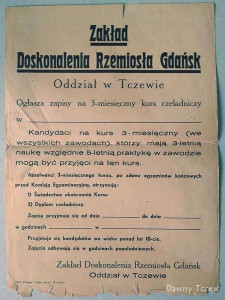 Zakład
Doskonalenia Rzemiosła Gdańsk
Oddział w Tczewie
Ogłasza zapisy na 3-miesięczny kurs czeladniczy
w
Kandydaci na kurs 3-miesięczny (we
wszystkich zawodach), którzy mają 3-letnią
naukę względnie 6-letnią praktykę w zawodzie
mogą być przyjęci na ten kurs.
Absolwenci 3-miesięcznego kursu, po zdaniu egzaminów końcowych
przed Komisją Egzaminacyjną, otrzymują:
1) Świadectwo ukończenia Kursu
2) Dyplom czeladniczy.
Zapisy przyjmuje się od dnia do dnia
w godzinach w
Przyjmuje się kandydatów w wieku ponad lat 18-cie.
Zajęcia odbywają się w godzinach popołudniowych.
Zakład Doskonalenia Rzemiosła Gdańsk
Oddział w Tczewie
Dawny Tczew